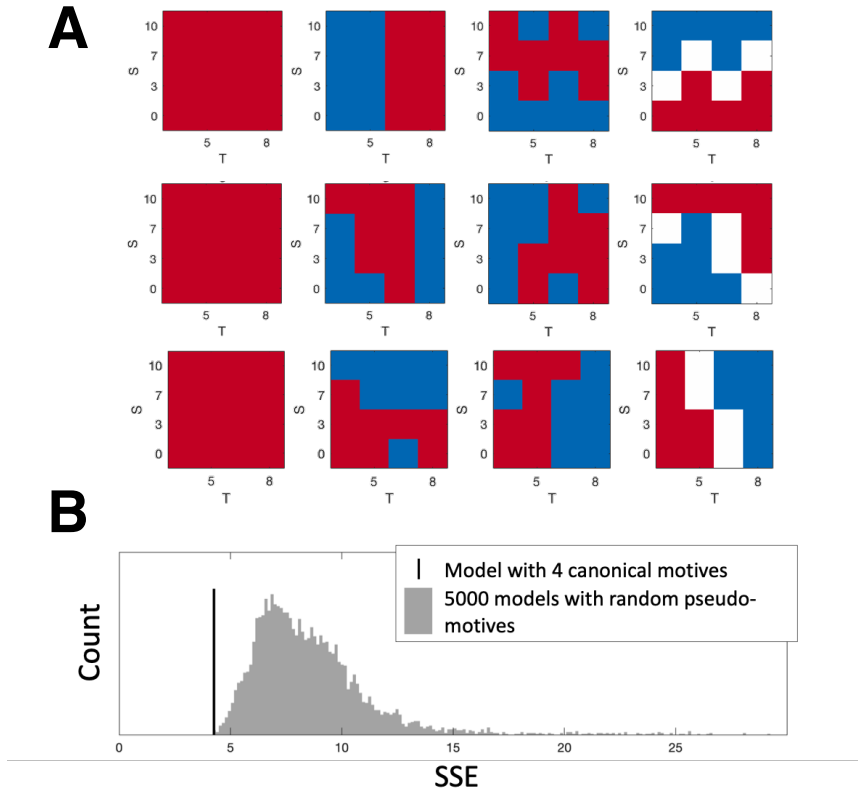 A
10 10 10 10
7 7 7 7
S S S S
3 3 3 3
0 0 0 0
5 8 5 8 5 8 5 8
T T T T
10 10 10 10
7 7 7 7
S S S S
3 3 3 3
0 0 0 0
5 8 5 8 5 8 5 8
T T T T
10 10 10 10
7 7 7 7
S S S S
3 3 3 3
0 0 0 0
5 8 5 8 5 8 5 8
T T T T
B
Model with 4 canonical motives
5000 models with random pseudo-
motives
Count
0 5 10 15 20 25
SSE